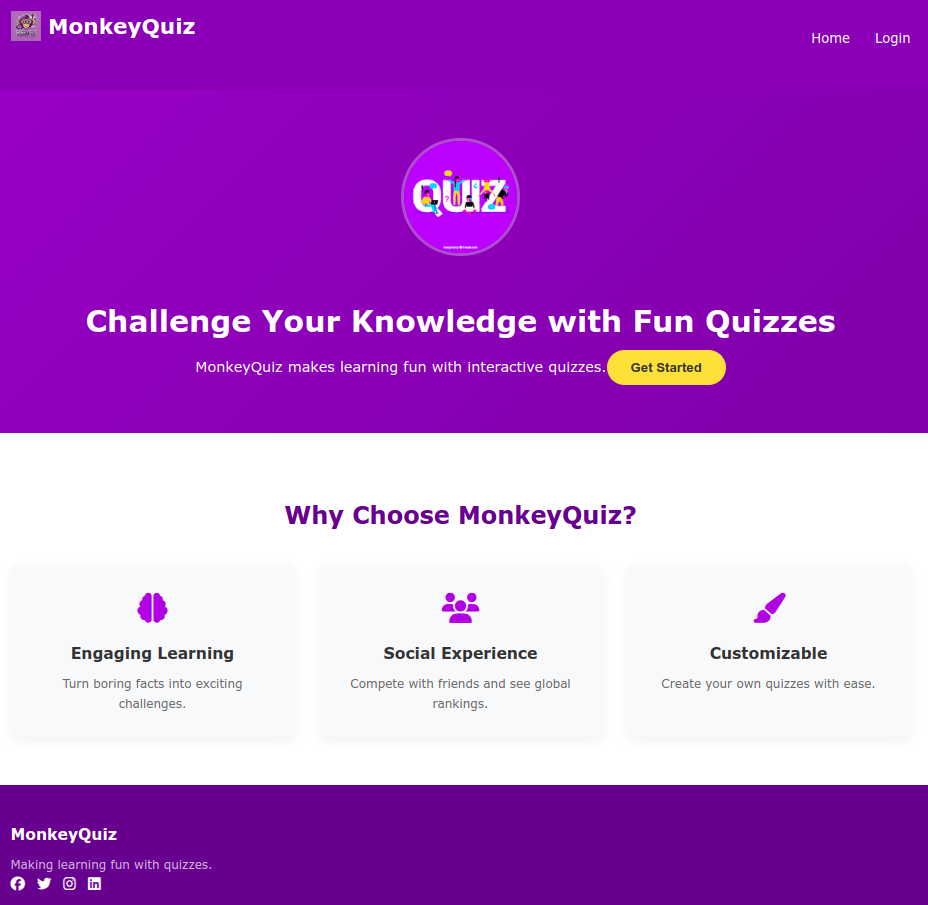 MonkeyQuiz
Home Login
QUIZ
Challenge Your Knowledge with Fun Quizzes
MonkeyQuiz makes learning fun with interactive quizzes. Get Started
Why Choose MonkeyQuiz?
Engaging Learning
Turn boring facts into exciting
challenges.
Social Experience
Compete with friends and see global
rankings.
Customizable
Create your own quizzes with ease.
MonkeyQuiz
Making learning fun with quizzes.